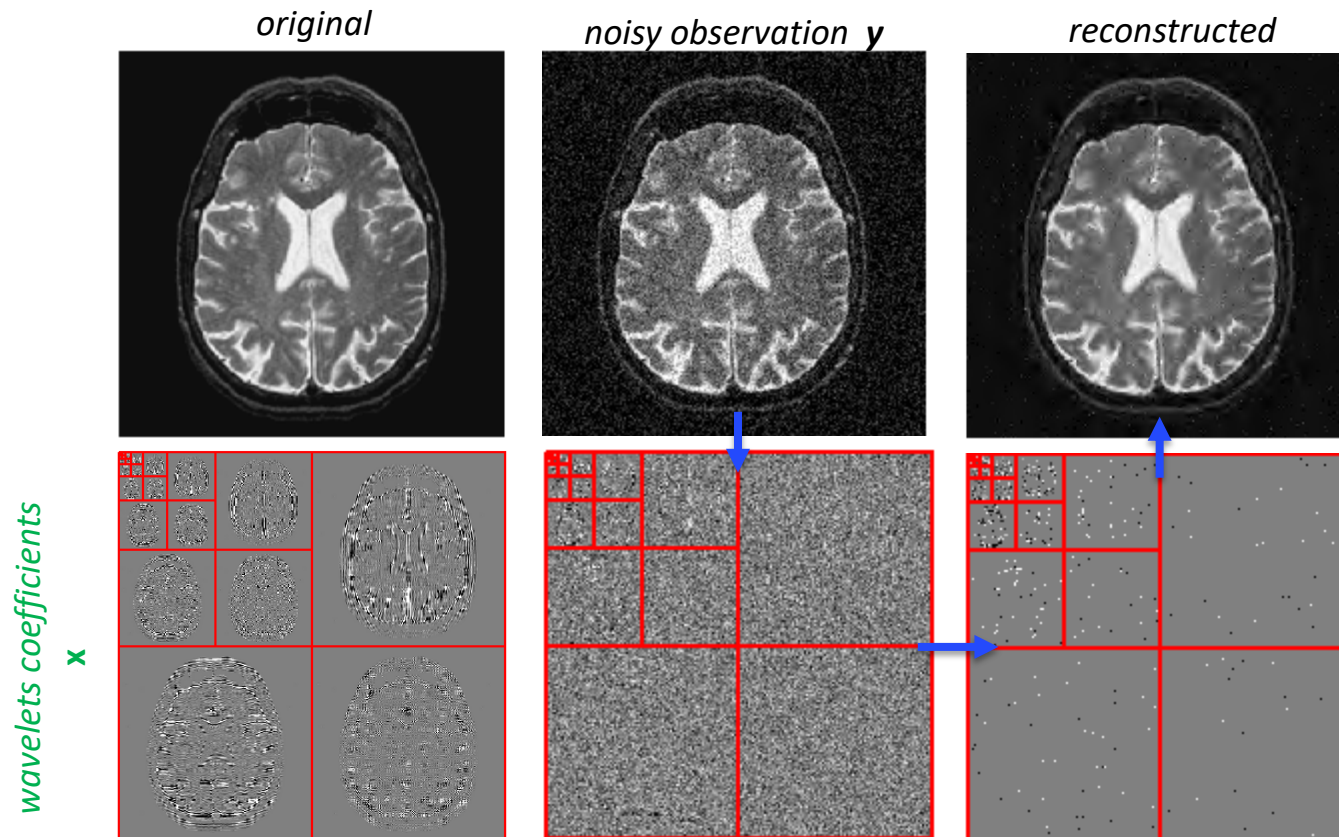 original
noisy observation y
reconstructed
wavelets coefficients
x